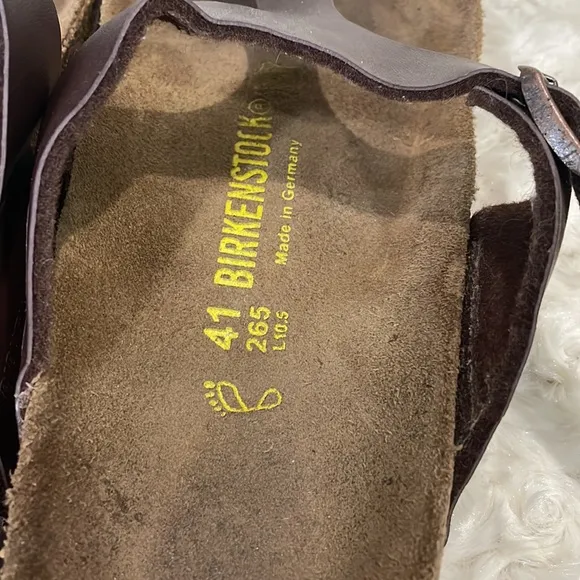 BIRKENSTOCK®
Made in Germany
41
265
L10.5